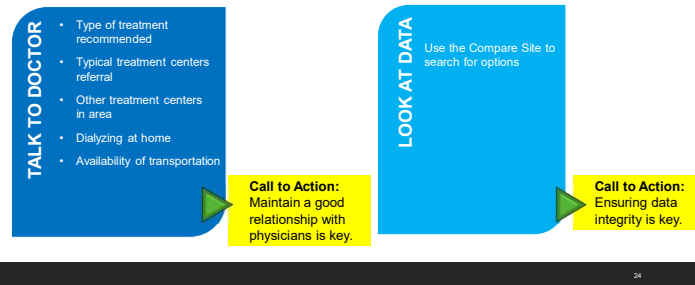 TALK TO DOCTOR
• Type of treatment
recommended
• Typical treatment centers
referral
• Other treatment centers
in area
• Dialyzing at home
• Availability of transportation
Call to Action:
Maintain a good
relationship with
physicians is key.
LOOK AT DATA
Use the Compare Site to
search for options
Call to Action:
Ensuring data
integrity is key.
24